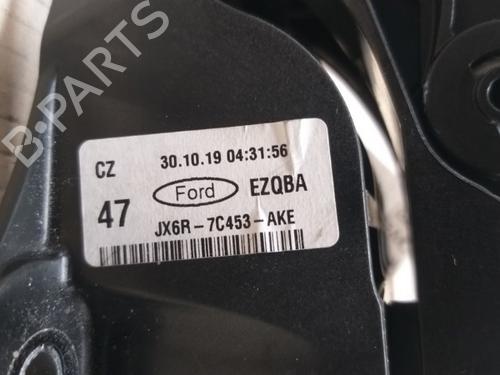 B-PARTS
CZ 30.10.19 04:31:56
47 Ford EZQBA
JX6R-7C453-AKE